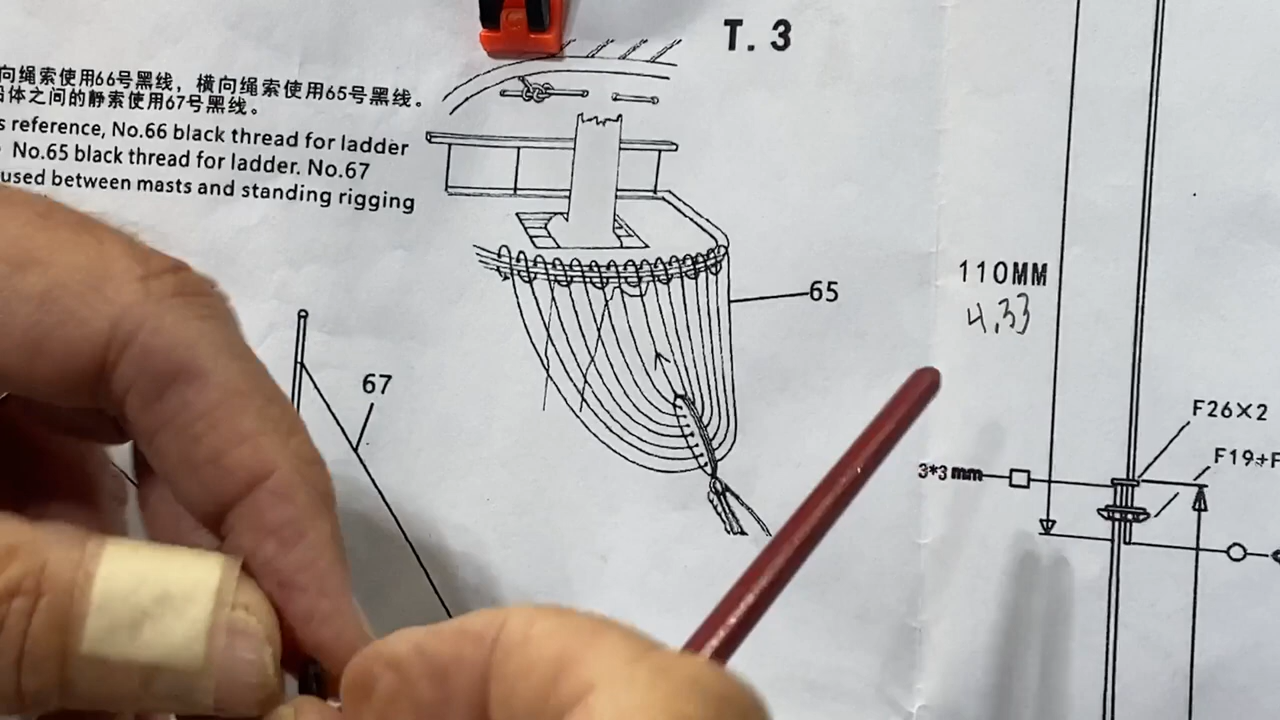 T.3
向绳索使用66号黑线，横向绳索使用65号黑线。
体之间的静索使用67号黑线。
s reference, No.66 black thread for ladder
No.65 black thread for ladder. No.67
used between masts and standing rigging
65
110MM
4.33
67
F26×2
F19+F
3*3mm